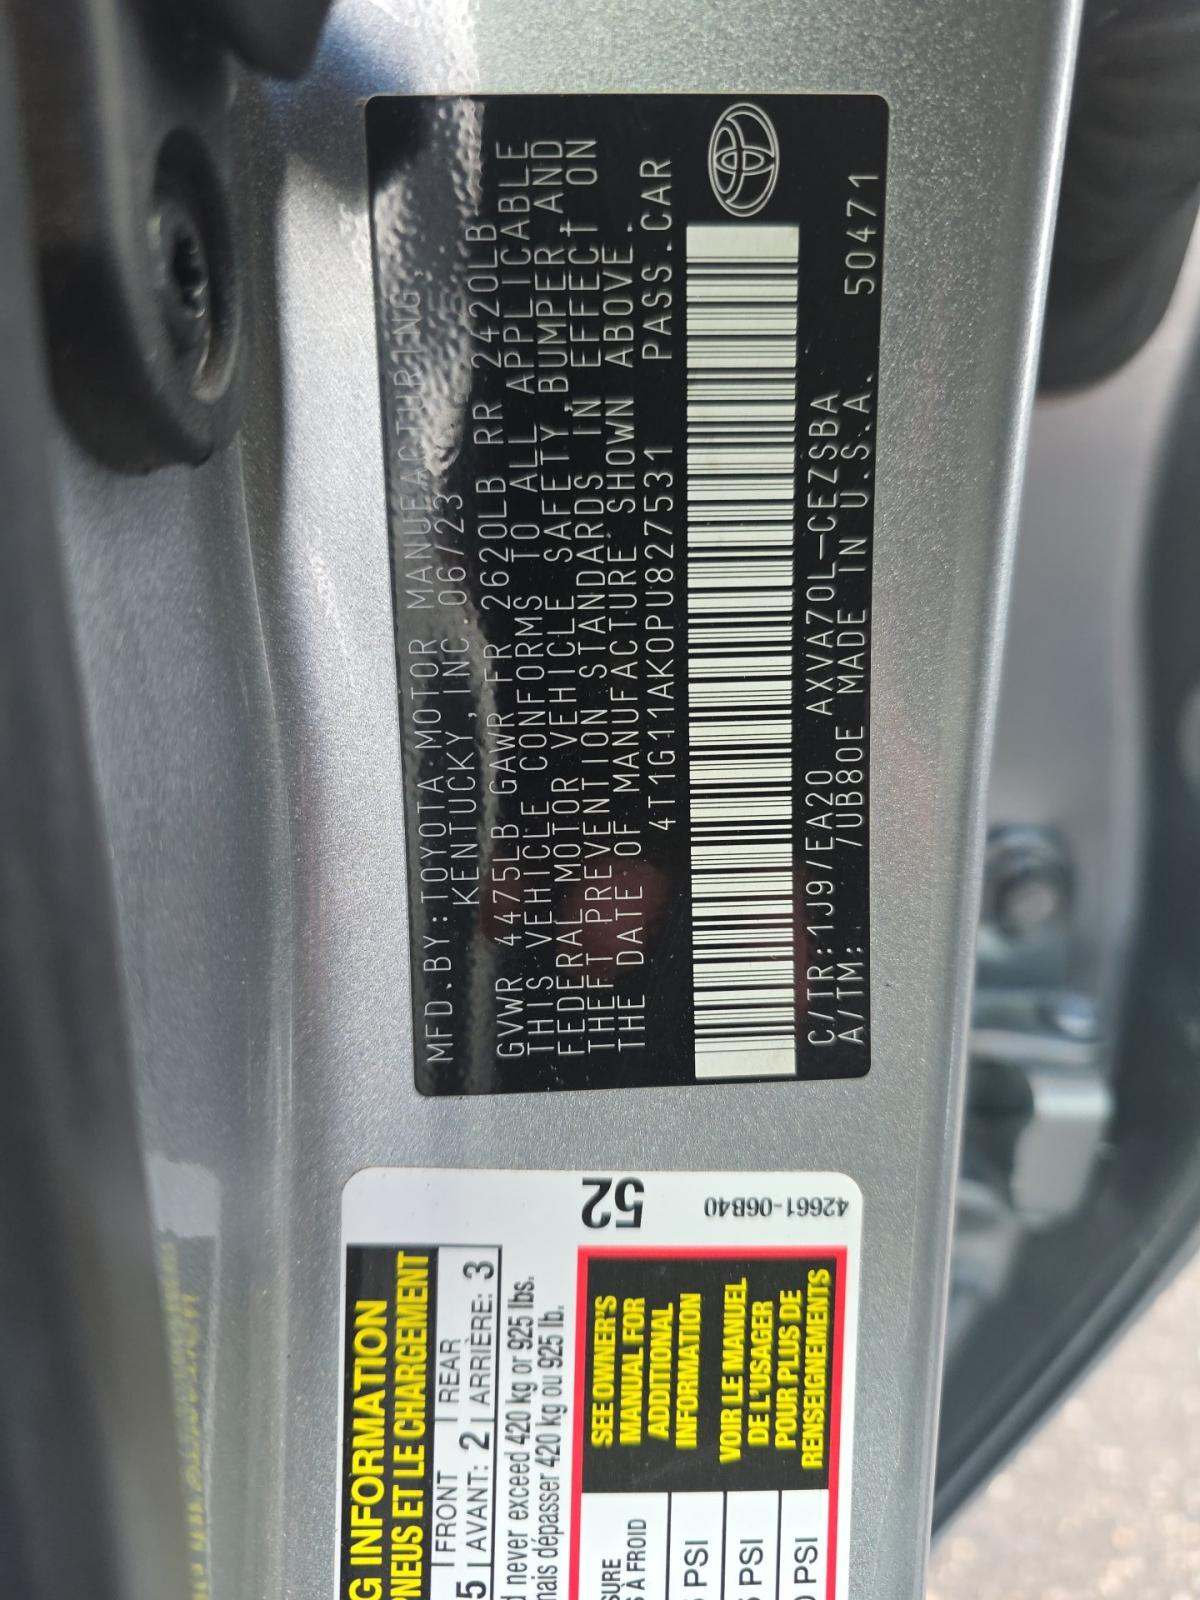 MFD.BY:TOYOTA MOTOR MANUFACTURING,
KENTUCKY,INC.06/23
GVWR 4475LB GAWR FR 2620LB RR 2420LB
THIS VEHICLE CONFORMS TO ALL APPLICABLE
FEDERAL MOTOR VEHICLE SAFETY,BUMPER,AND
THEFT PREVENTION STANDARDS IN EFFECT ON
THE DATE OF MANUFACTURE SHOWN ABOVE.
4T1G11AK0PU827531 PASS.CAR
C/TR:1J9/EA20 AXVA70L-CEZSBA
A/TM: /UB80E MADE IN U.S.A. 50471
G INFORMATION
PNEUS ET LE CHARGEMENT
5 FRONT 2 REAR 3
AVANT: ARRIÈRE:
never exceed 420 kg or 925 lbs.
mais dépasser 420 kg ou 925 lb.
52
42661-06B40
À FROID
PSI
PSI
PSI
SEE OWNER'S
MANUAL FOR
ADDITIONAL
INFORMATION
VOIR LE MANUEL
DE L'USAGER
POUR PLUS DE
RENSEIGNEMENTS